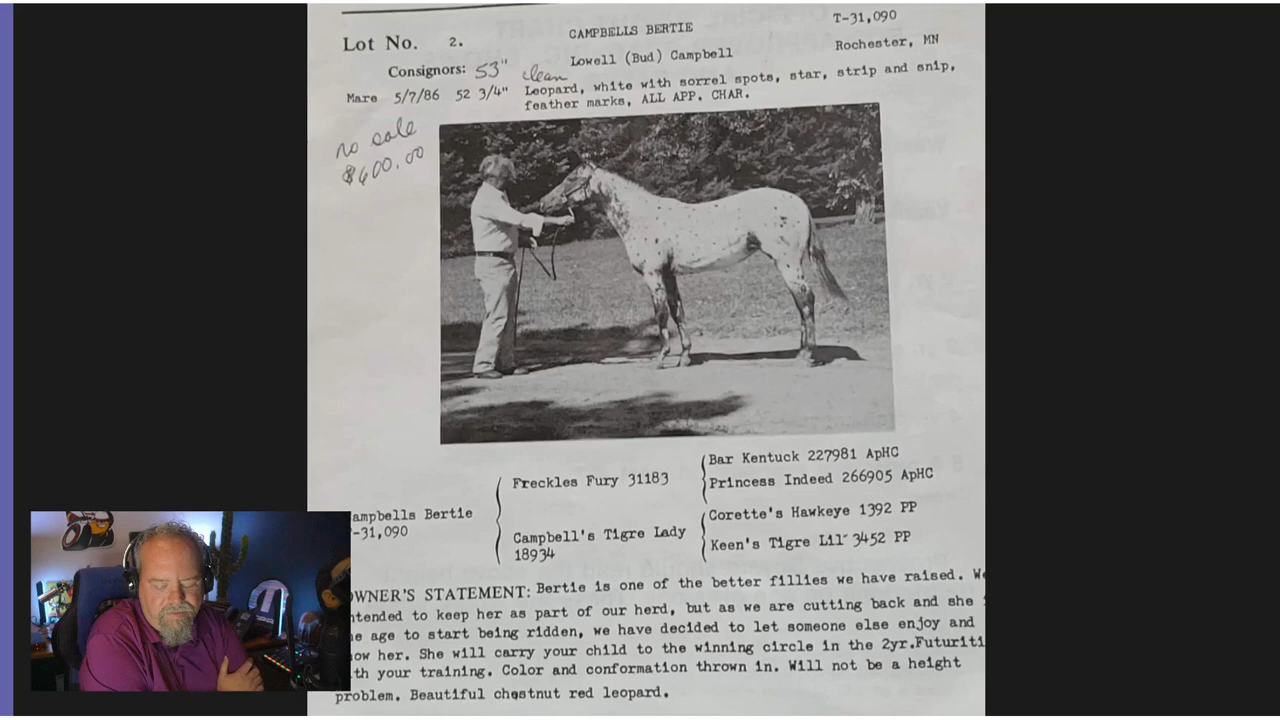 CAMPBELLS BERTIE T-31,090
Lot No. 2.
Lowell (Bud) Campbell Rochester, MN
Consignors: 53" clean
Mare 5/7/86 52 3/4" Leopard, white with sorrel spots, star, strip and snip,
feather marks, ALL APP. CHAR.
no sale
$600.00
Bar Kentuck 227981 ApHC
Freckles Fury 31183
Princess Indeed 266905 ApHC
ampbells Bertie
-31,090
Corette's Hawkeye 1392 PP
Campbell's Tigre Lady
18934
Keen's Tigre Lil 3452 PP
OWNER'S STATEMENT: Bertie is one of the better fillies we have raised. We
ntended to keep her as part of our herd, but as we are cutting back and she
he age to start being ridden, we have decided to let someone else enjoy and
how her. She will carry your child to the winning circle in the 2yr.Futuriti
ith your training. Color and conformation thrown in. Will not be a height
problem. Beautiful chestnut red leopard.